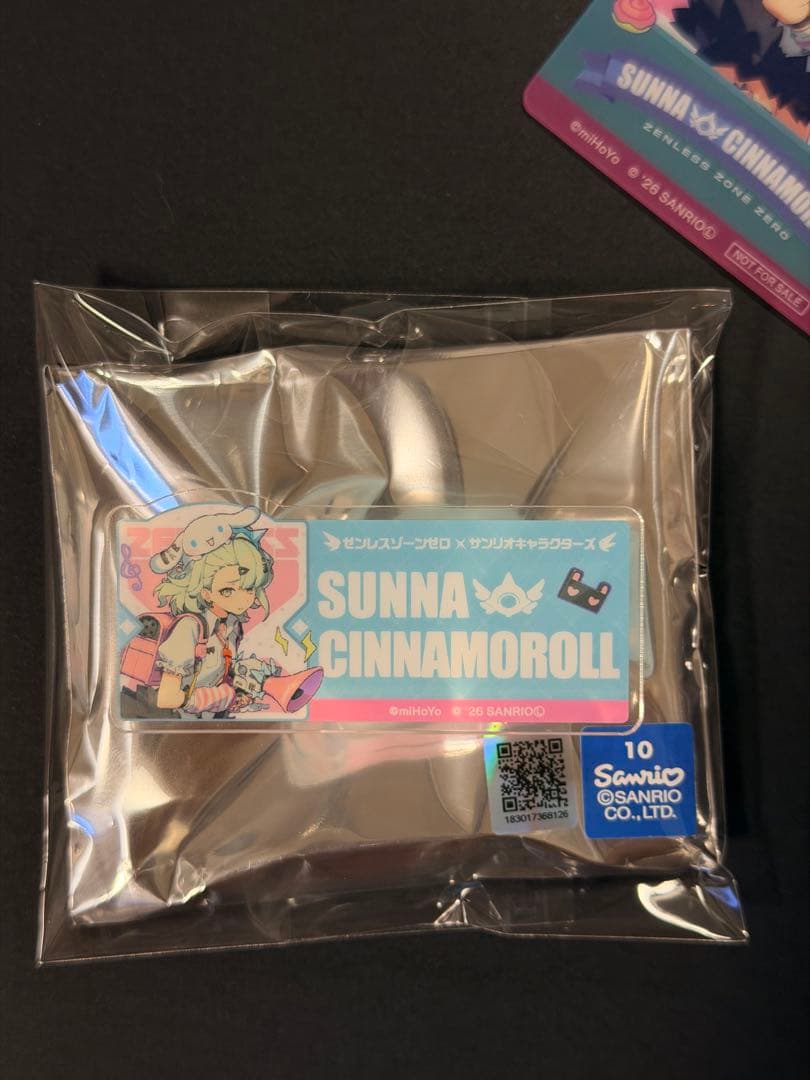 SUNNA CINNAMO
ZENLESS ZONE ZERO
©miHoYo © '26 SANRIO Ⓛ
NOT FOR SALE
ゼンレスゾーンゼロ × サンリオキャラクターズ
SUNNA
CINNAMOROLL
©miHoYo © '26 SANRIO Ⓛ
183017368126
10
Sanrio
©SANRIO
CO., LTD.